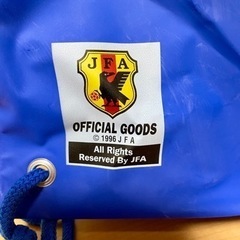 JFA
OFFICIAL GOODS
© 1996 J F A
All Rights
Reserved By JFA